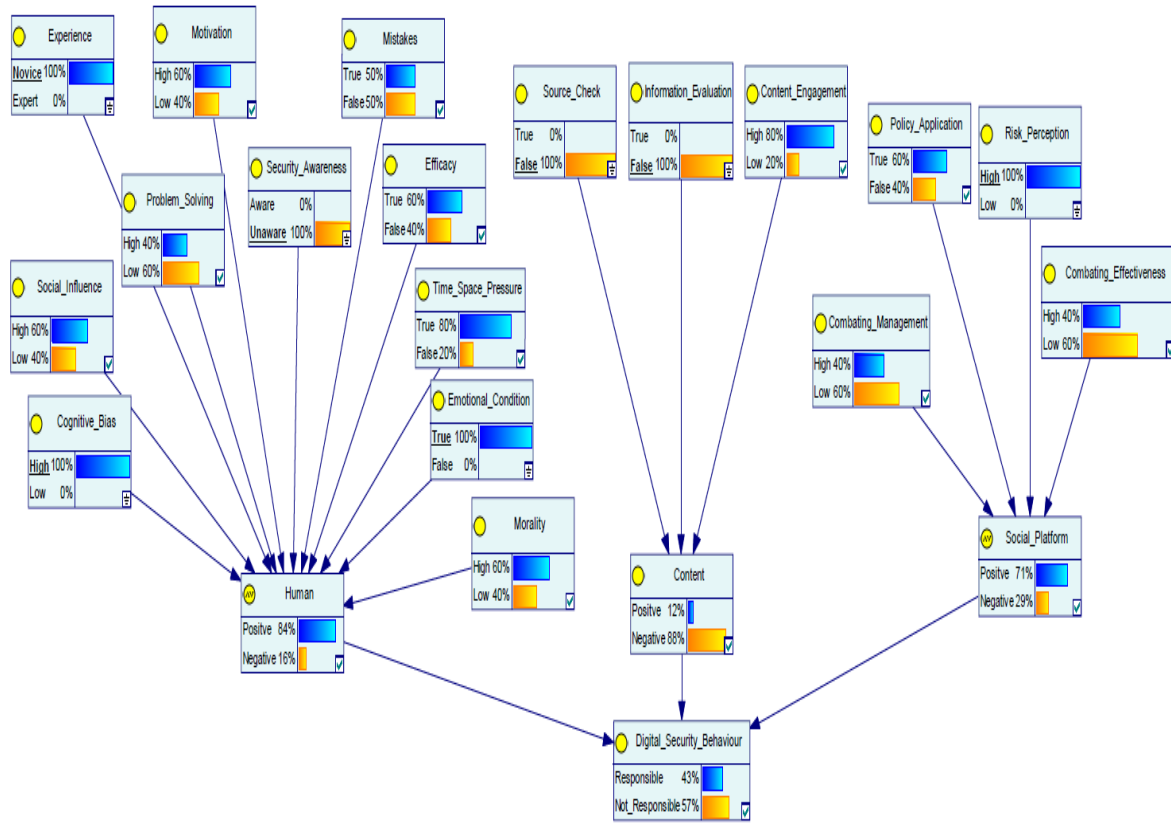 Experience
Novice 100%
Expert 0%
Motivation
High 60%
Low 40%
Mistakes
True 50%
False 50%
Source_Check
True 0%
False 100%
Information_Evaluation
True 0%
False 100%
Content_Engagement
High 80%
Low 20%
Policy_Application
True 60%
False 40%
Risk_Perception
High 100%
Low 0%
Security_Awareness
Aware 0%
Unaware 100%
Efficacy
True 60%
False 40%
Problem_Solving
High 40%
Low 60%
Social_Influence
High 60%
Low 40%
Time_Space_Pressure
True 80%
False 20%
Combating_Management
High 40%
Low 60%
Combating_Effectiveness
High 40%
Low 60%
Cognitive_Bias
High 100%
Low 0%
Emotional_Condition
True 100%
False 0%
Morality
High 60%
Low 40%
Human
Positve 84%
Negative 16%
Content
Positve 12%
Negative 88%
Social_Platform
Positve 71%
Negative 29%
Digital_Security_Behaviour
Responsible 43%
Not_Responsible 57%